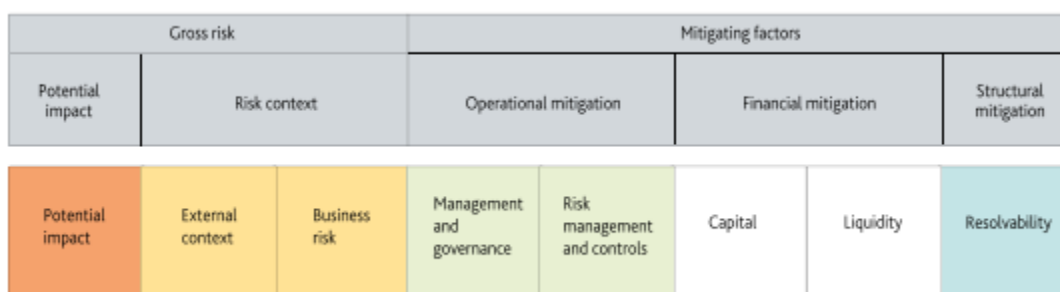 Gross risk
Mitigating factors
Potential
impact
Risk context
Operational mitigation
Financial mitigation
Structural
mitigation
Potential
impact
External
context
Business
risk
Management
and
governance
Risk
management
and controls
Capital
Liquidity
Resolvability